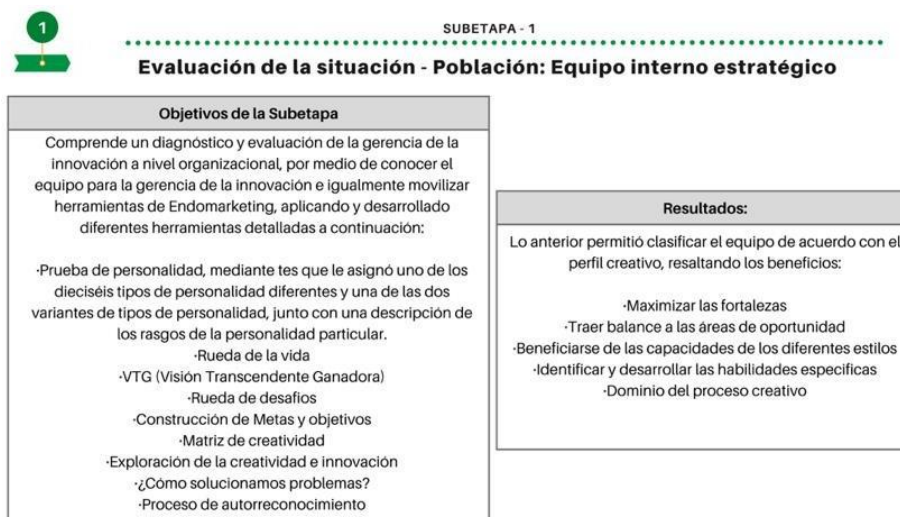 1
SUBETAPA - 1
Evaluación de la situación - Población: Equipo interno estratégico
Objetivos de la Subetapa
Comprende un diagnóstico y evaluación de la gerencia de la
innovación a nivel organizacional, por medio de conocer el
equipo para la gerencia de la innovación e igualmente movilizar
herramientas de Endomarketing, aplicando y desarrollado
diferentes herramientas detalladas a continuación:
·Prueba de personalidad, mediante tes que le asignó uno de los
dieciséis tipos de personalidad diferentes y una de las dos
variantes de tipos de personalidad, junto con una descripción de
los rasgos de la personalidad particular.
·Rueda de la vida
·VTG (Visión Transcendente Ganadora)
·Rueda de desafios
·Construcción de Metas y objetivos
·Matriz de creatividad
·Exploración de la creatividad e innovación
·¿Cómo solucionamos problemas?
·Proceso de autorreconocimiento
Resultados:
Lo anterior permitió clasificar el equipo de acuerdo con el
perfil creativo, resaltando los beneficios:
·Maximizar las fortalezas
·Traer balance a las áreas de oportunidad
·Beneficiarse de las capacidades de los diferentes estilos
·Identificar y desarrollar las habilidades especificas
·Dominio del proceso creativo